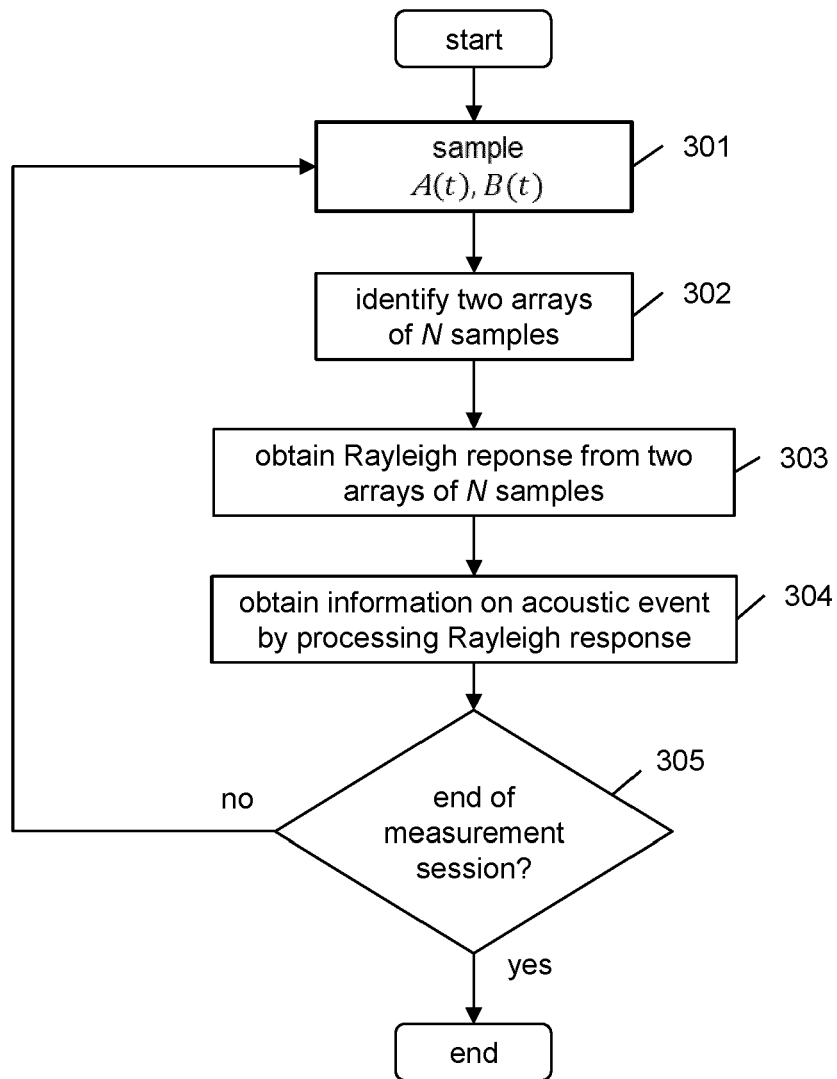 start
sample
A(t), B(t)
301
identify two arrays
of N samples
302
obtain Rayleigh reponse from two
arrays of N samples
303
obtain information on acoustic event
by processing Rayleigh response
304
end of
measurement
session?
305
no
yes
end